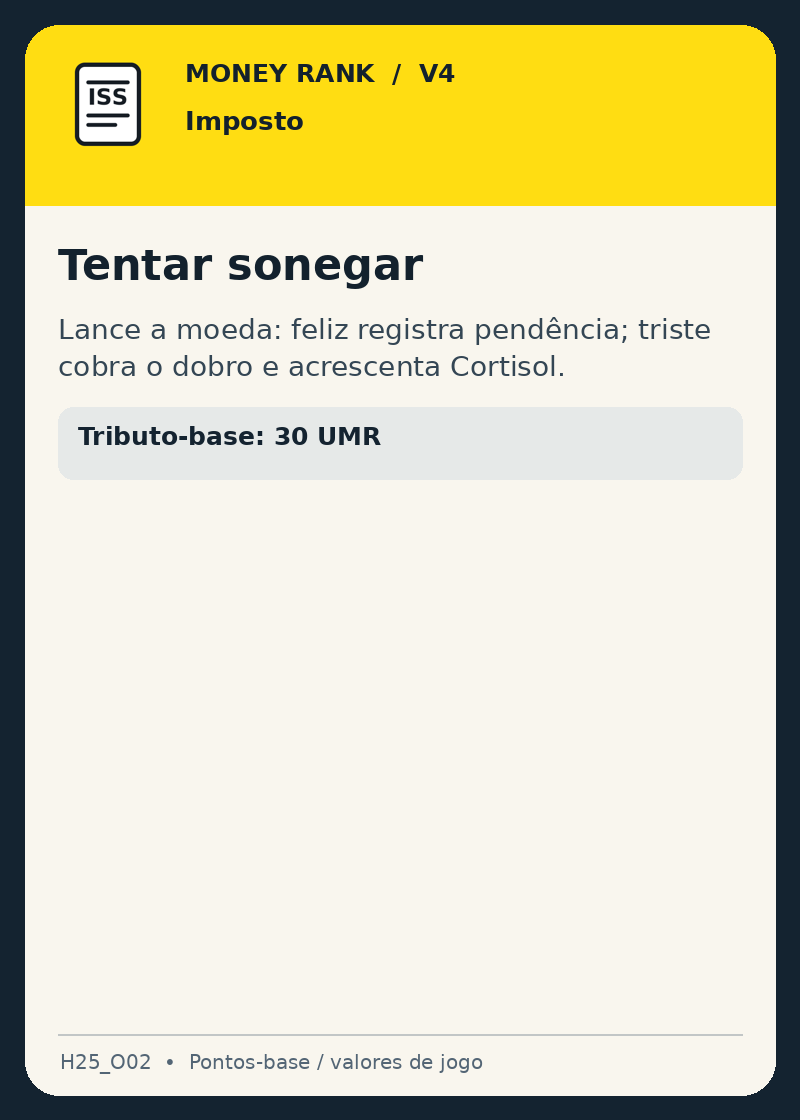 ISS
MONEY RANK / V4
Imposto
Tentar sonegar
Lance a moeda: feliz registra pendência; triste
cobra o dobro e acrescenta Cortisol.
Tributo-base: 30 UMR
H25_O02 • Pontos-base / valores de jogo